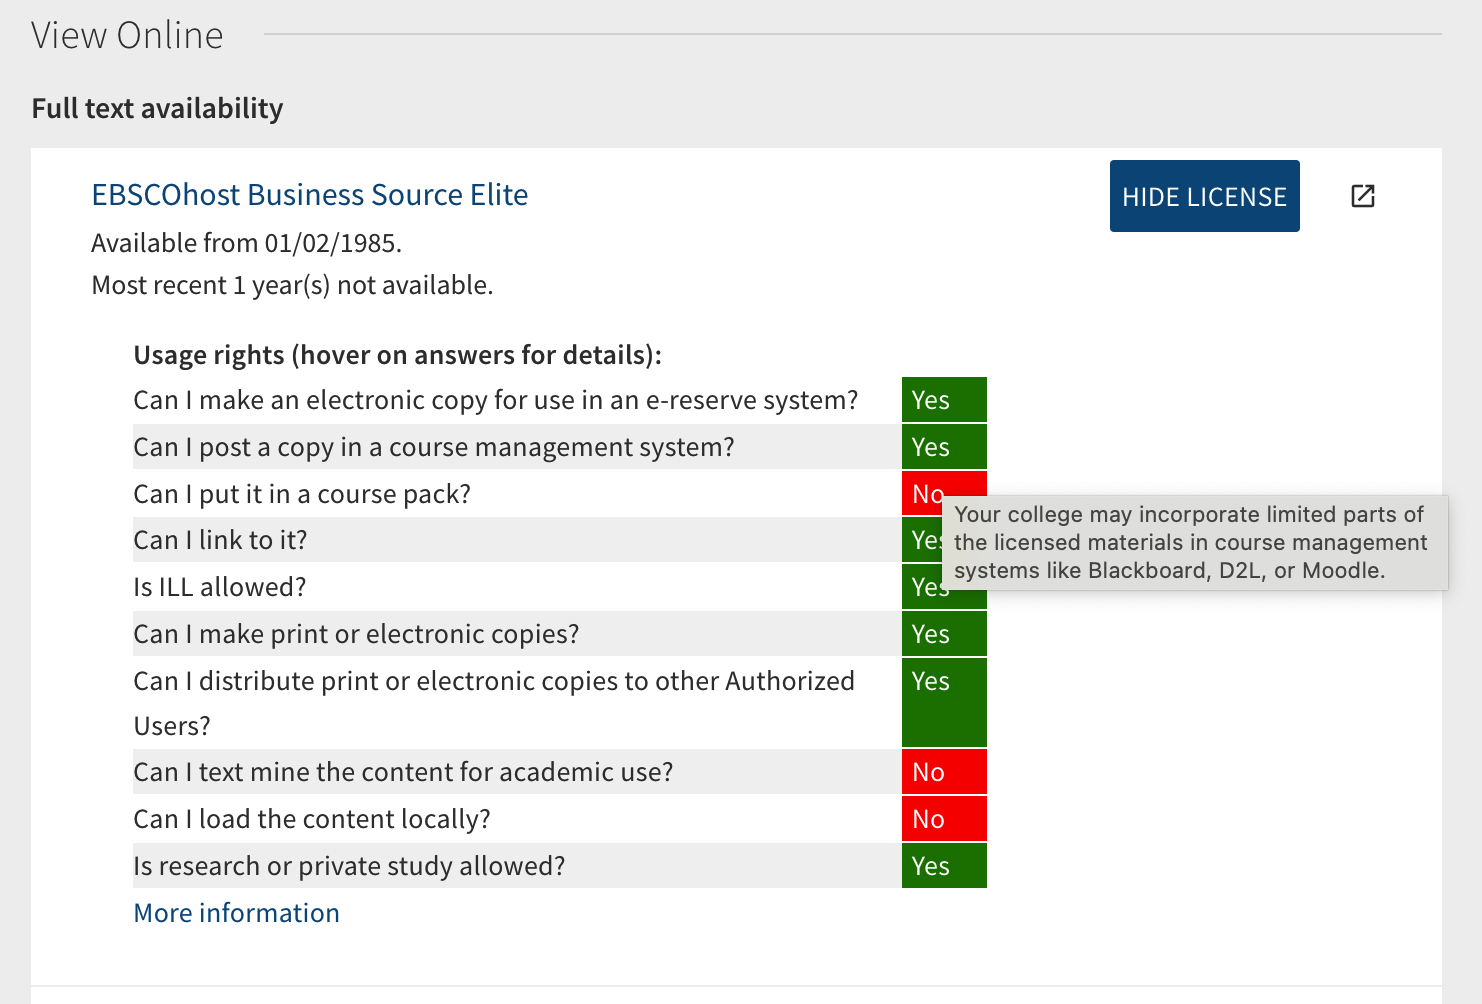 View Online
Full text availability
EBSCOhost Business Source Elite
HIDE LICENSE
Available from 01/02/1985.
Most recent 1 year(s) not available.
Usage rights (hover on answers for details):
Can I make an electronic copy for use in an e-reserve system? Yes
Can I post a copy in a course management system? Yes
Can I put it in a course pack? No
Your college may incorporate limited parts of
the licensed materials in course management
systems like Blackboard, D2L, or Moodle.
Can I link to it? Yes
Is ILL allowed? Yes
Can I make print or electronic copies? Yes
Can I distribute print or electronic copies to other Authorized
Users? Yes
Can I text mine the content for academic use? No
Can I load the content locally? No
Is research or private study allowed? Yes
More information